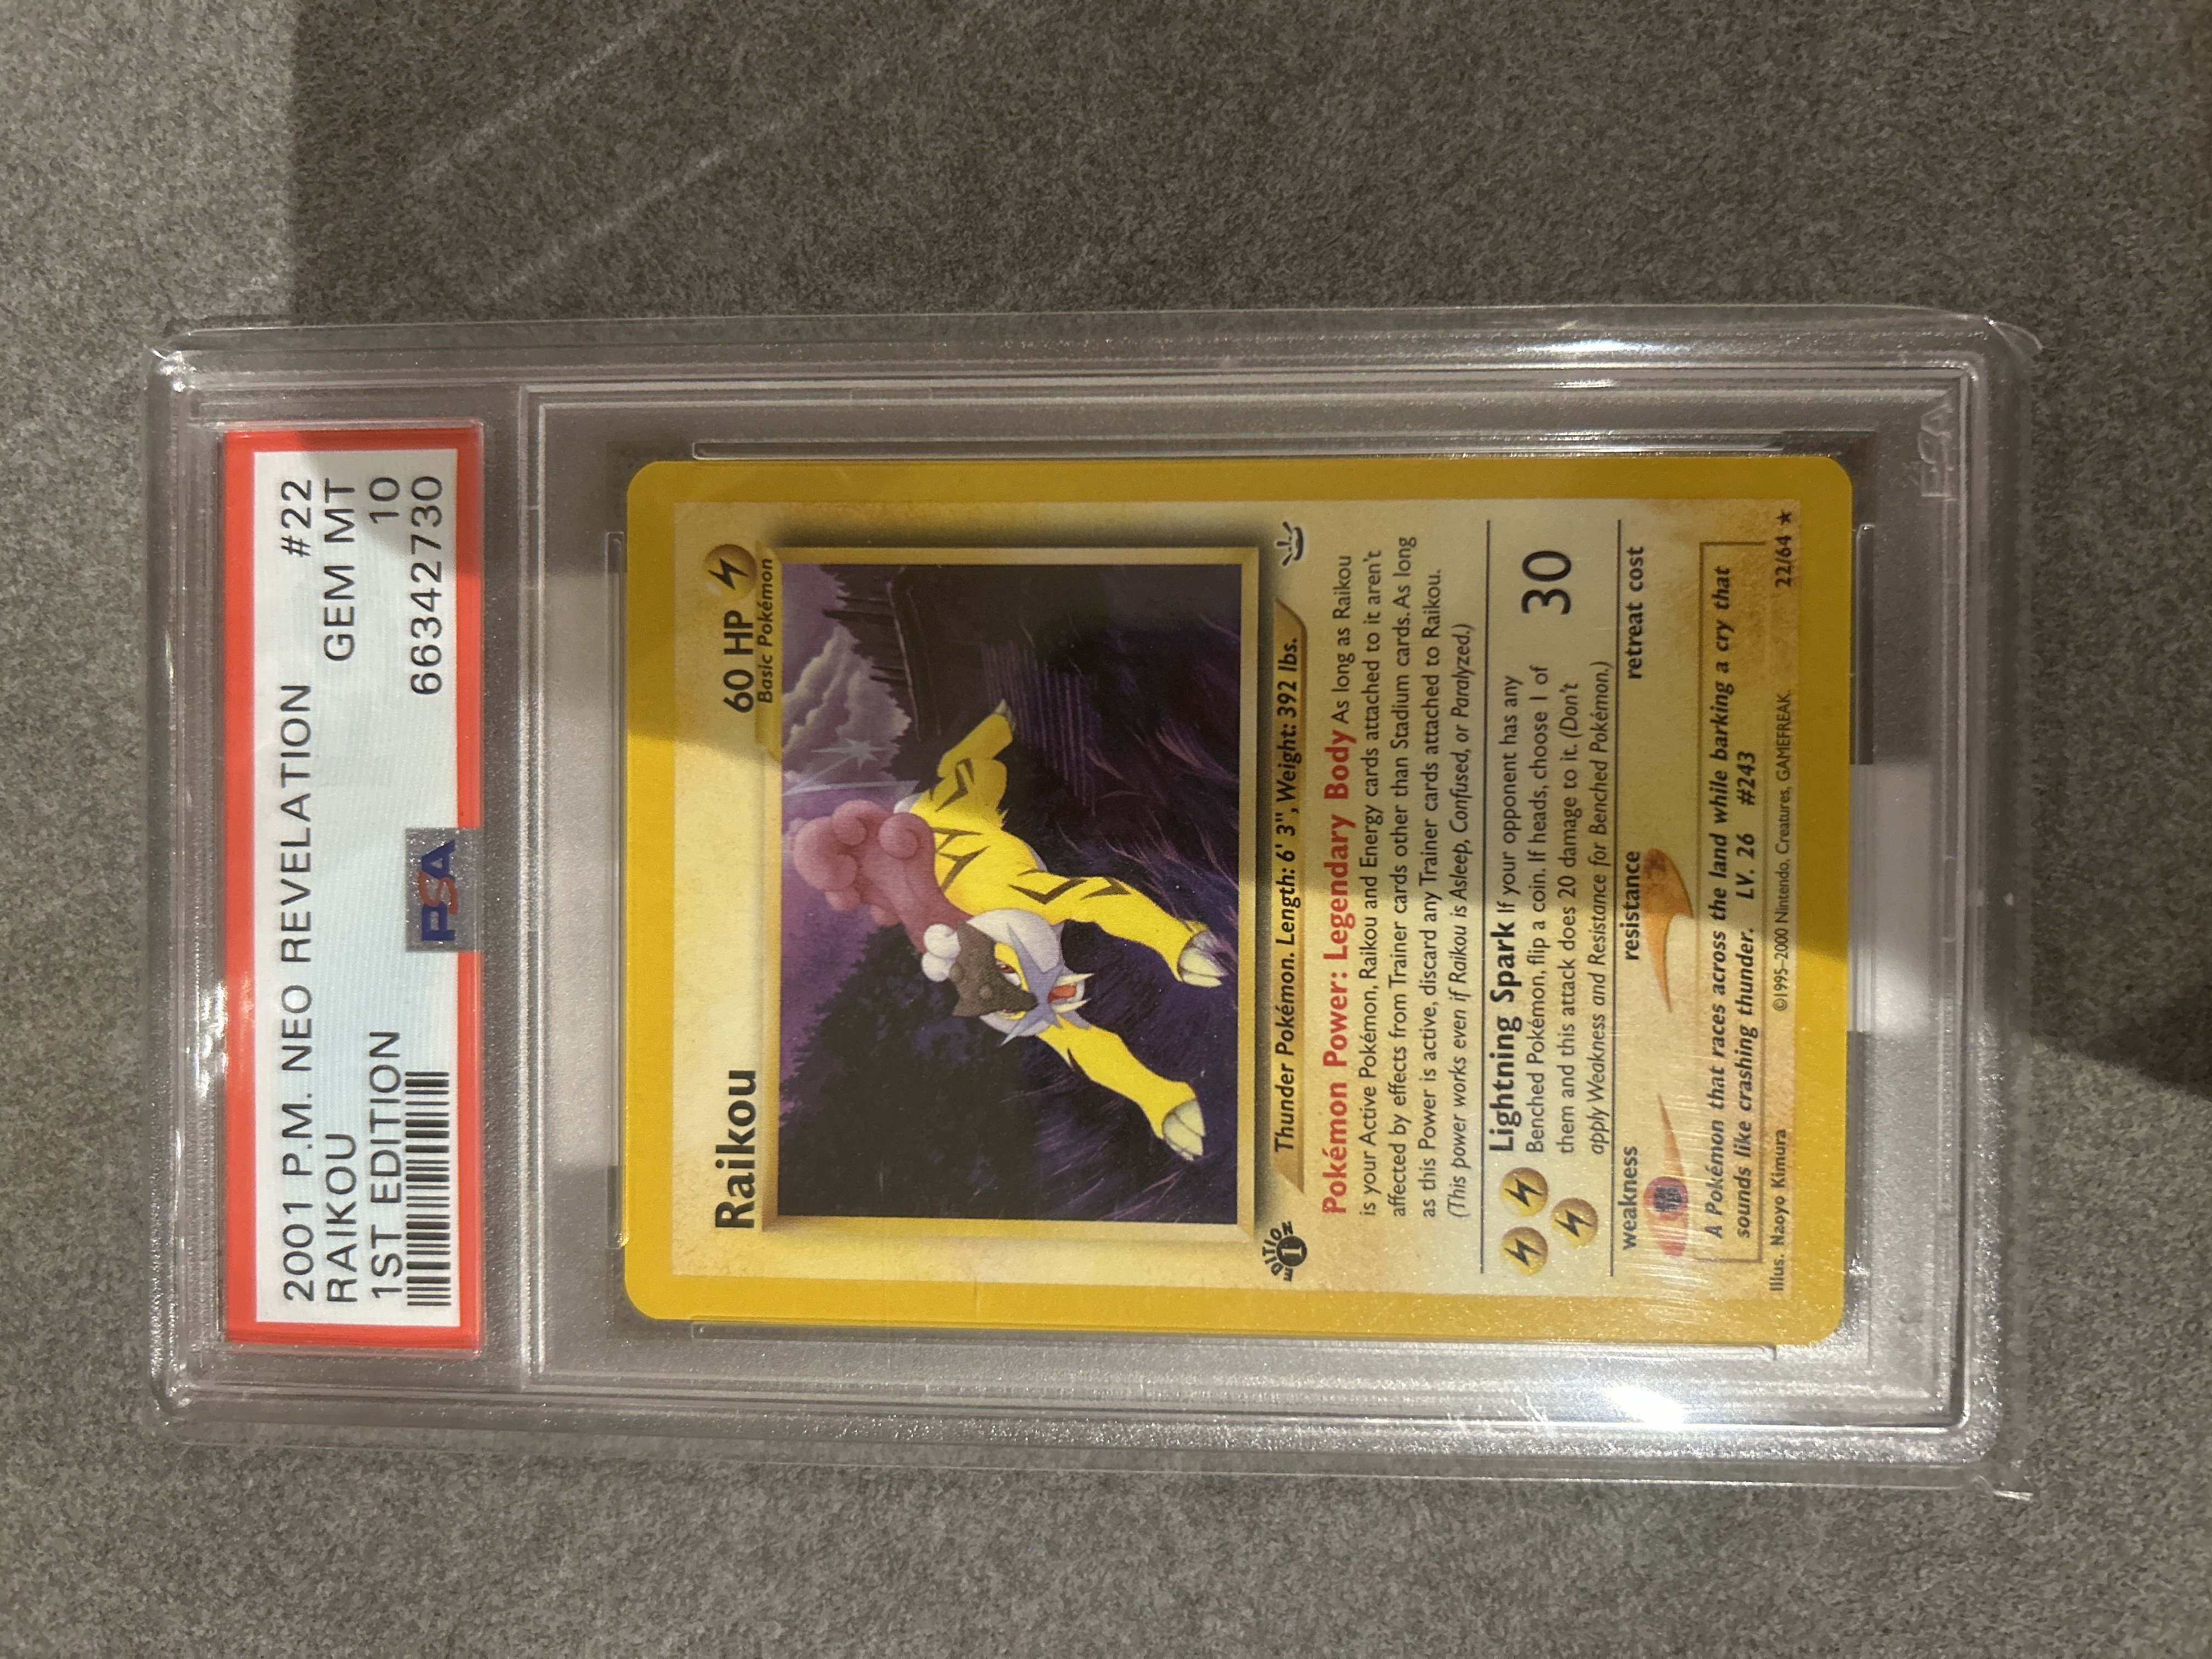 2001 P.M. NEO REVELATION #22
RAIKOU GEM MT
1ST EDITION 10
PSA 66342730
Raikou 60 HP
Basic Pokémon
EDITION 1
Thunder Pokémon. Length: 6' 3", Weight: 392 lbs.
Pokémon Power: Legendary Body As long as Raikou
is your Active Pokémon, Raikou and Energy cards attached to it aren't
affected by effects from Trainer cards other than Stadium cards. As long
as this Power is active, discard any Trainer cards attached to Raikou.
(This power works even if Raikou is Asleep, Confused, or Paralyzed.)
Lightning Spark If your opponent has any
Benched Pokémon, flip a coin. If heads, choose 1 of
them and this attack does 20 damage to it. (Don't
apply Weakness and Resistance for Benched Pokémon.)
30
weakness resistance retreat cost
A Pokémon that races across the land while barking a cry that
sounds like crashing thunder. LV. 26 #243
Illus. Naoyo Kimura ©1995-2000 Nintendo, Creatures, GAMEFREAK. 22/64 ★
PSA